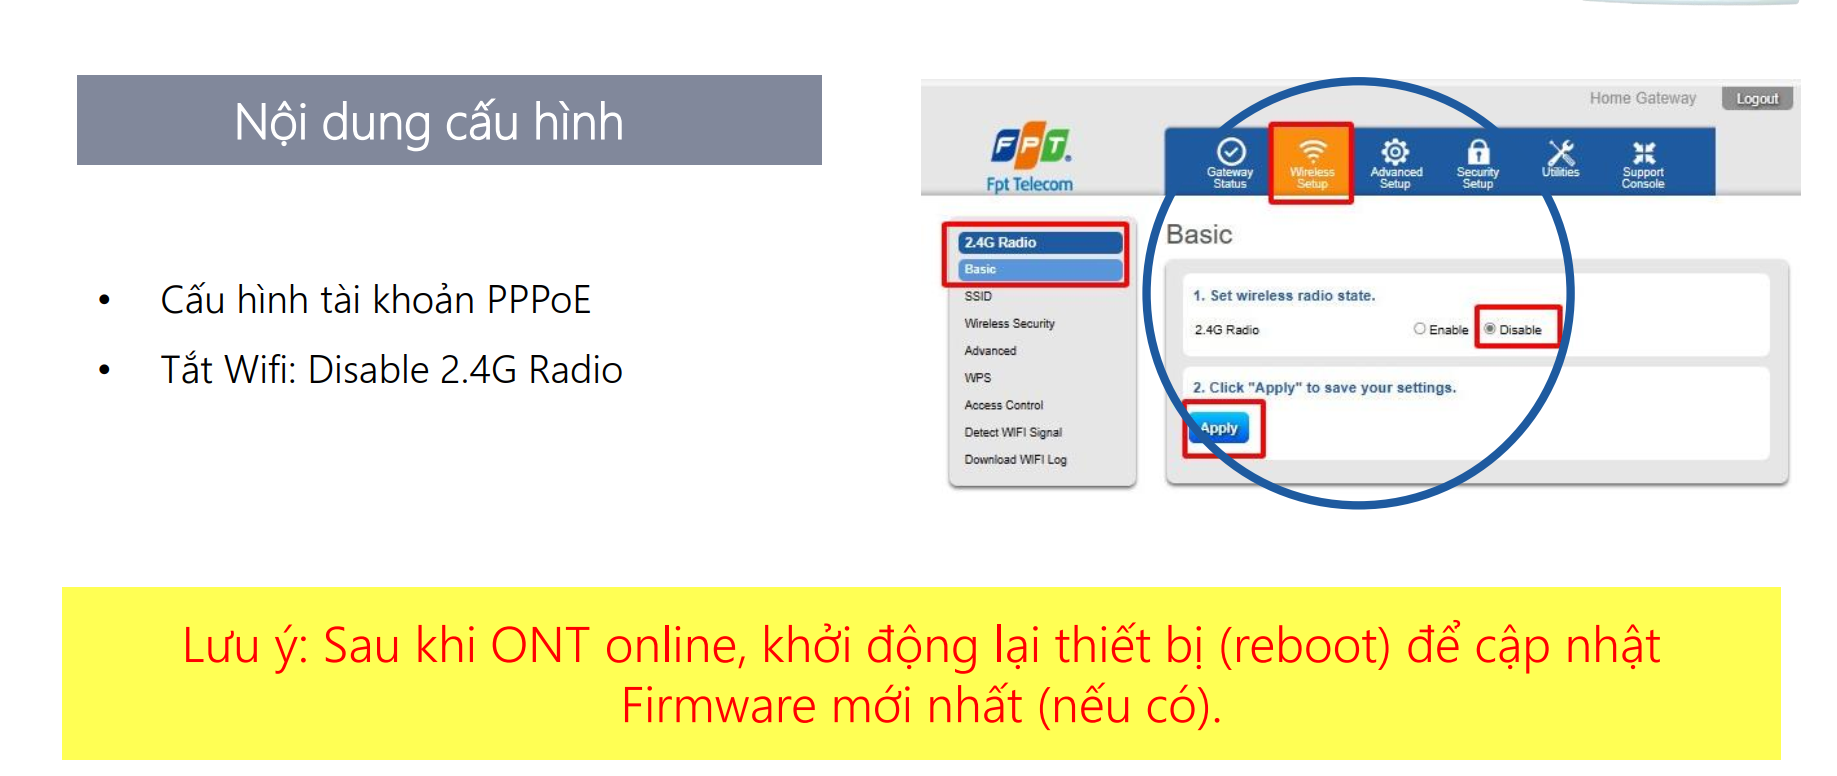 Nội dung cấu hình
• Cấu hình tài khoản PPPoE
• Tắt Wifi: Disable 2.4G Radio
Home Gateway Logout
FPT.
Fpt Telecom
Gateway Status
Wireless Setup
Advanced Setup
Security Setup
Utilities
Support Console
2.4G Radio
Basic
SSID
Wireless Security
Advanced
WPS
Access Control
Detect WIFI Signal
Download WIFI Log
Basic
1. Set wireless radio state.
2.4G Radio Enable Disable
2. Click "Apply" to save your settings.
Apply
Lưu ý: Sau khi ONT online, khởi động lại thiết bị (reboot) để cập nhật
Firmware mới nhất (nếu có).